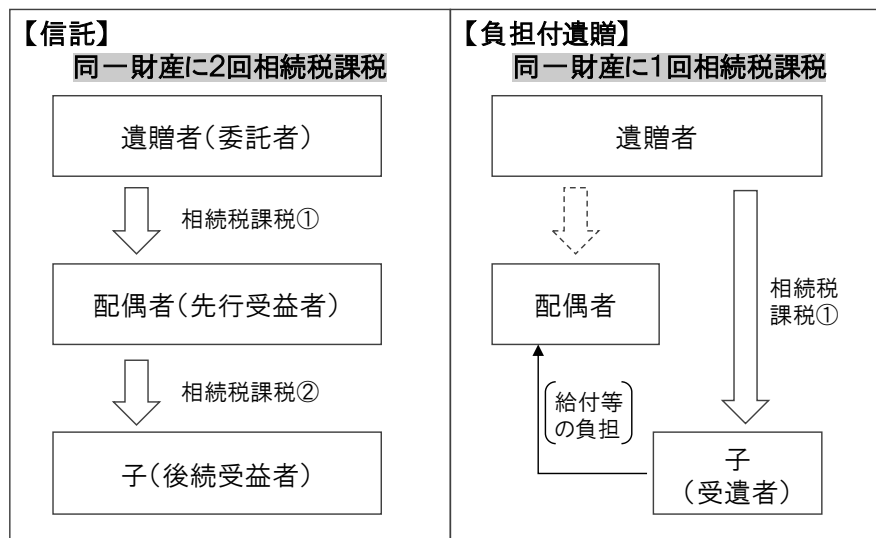 【信託】
同一財産に2回相続税課税
遺贈者(委託者)
相続税課税①
配偶者(先行受益者)
相続税課税②
子(後続受益者)
【負担付遺贈】
同一財産に1回相続税課税
遺贈者
配偶者
相続税
課税①
給付等
の負担
子
(受遺者)